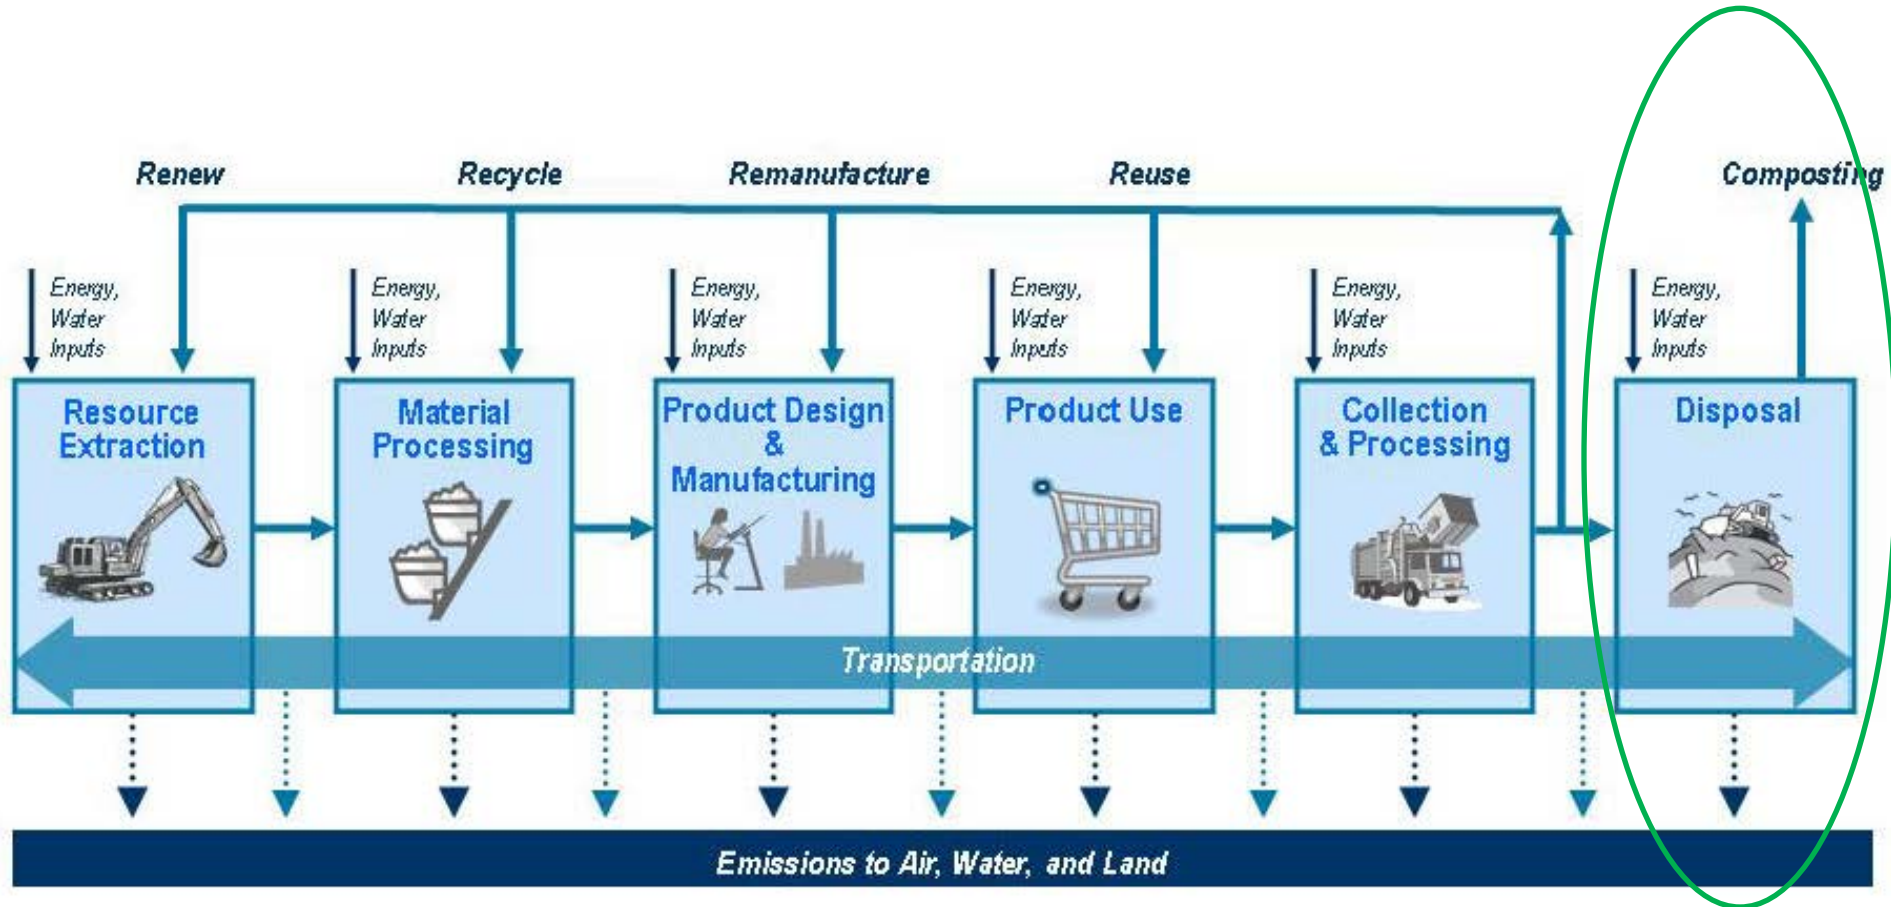 Renew
Recycle
Remanufacture
Reuse
Composting
Energy,
Water
Inputs
Energy,
Water
Inputs
Energy,
Water
Inputs
Energy,
Water
Inputs
Energy,
Water
Inputs
Energy,
Water
Inputs
Resource
Extraction
Material
Processing
Product Design
&
Manufacturing
Product Use
Collection
& Processing
Disposal
Transportation
Emissions to Air, Water, and Land